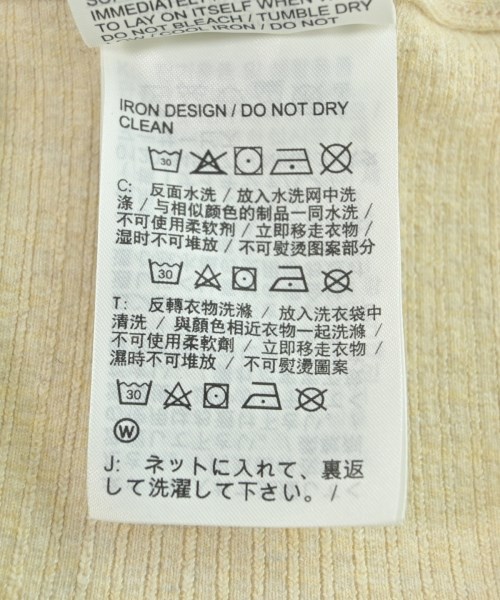 IMMEDIATELY /
TO LAY ON ITSELF WHEN
DO NOT BLEACH / TUMBLE DRY
LOW / COOL IRON / DO NOT
IRON DESIGN / DO NOT DRY
CLEAN
30
C: 反面水洗 / 放入水洗网中洗
涤 / 与相似颜色的制品一同水洗 /
不可使用柔软剂 / 立即移走衣物 /
湿时不可堆放 / 不可熨烫图案部分
30
T: 反轉衣物洗滌 / 放入洗衣袋中
清洗 / 與顏色相近衣物一起洗滌 /
不可使用柔軟劑 / 立即移走衣物 /
濕時不可堆放 / 不可熨燙圖案
30
W
J: ネットに入れて、裏返
して洗濯して下さい。 /